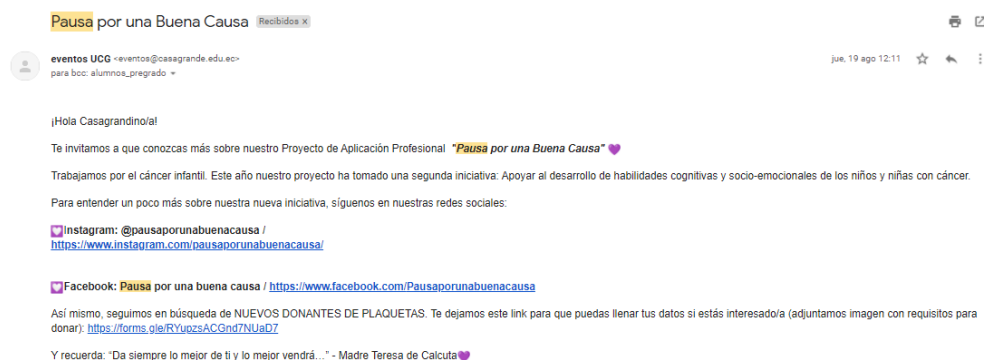 Pausa por una Buena Causa Recibidos x
eventos UCG <eventos@casagrande.edu.ec>
jue, 19 ago 12:11
para bcc: alumnos_pregrado
¡Hola Casagrandino/a!
Te invitamos a que conozcas más sobre nuestro Proyecto de Aplicación Profesional "Pausa por una Buena Causa" 💜
Trabajamos por el cáncer infantil. Este año nuestro proyecto ha tomado una segunda iniciativa: Apoyar al desarrollo de habilidades cognitivas y socio-emocionales de los niños y niñas con cáncer.
Para entender un poco más sobre nuestra nueva iniciativa, síguenos en nuestras redes sociales:
💟Instagram: @pausaporunabuenacausa /
https://www.instagram.com/pausaporunabuenacausa/
💟Facebook: Pausa por una buena causa / https://www.facebook.com/Pausaporunabuenacausa
Así mismo, seguimos en búsqueda de NUEVOS DONANTES DE PLAQUETAS. Te dejamos este link para que puedas llenar tus datos si estás interesado/a (adjuntamos imagen con requisitos para
donar): https://forms.gle/RYupzsACGnd7NUaD7
Y recuerda: “Da siempre lo mejor de ti y lo mejor vendrá…” - Madre Teresa de Calcuta💜